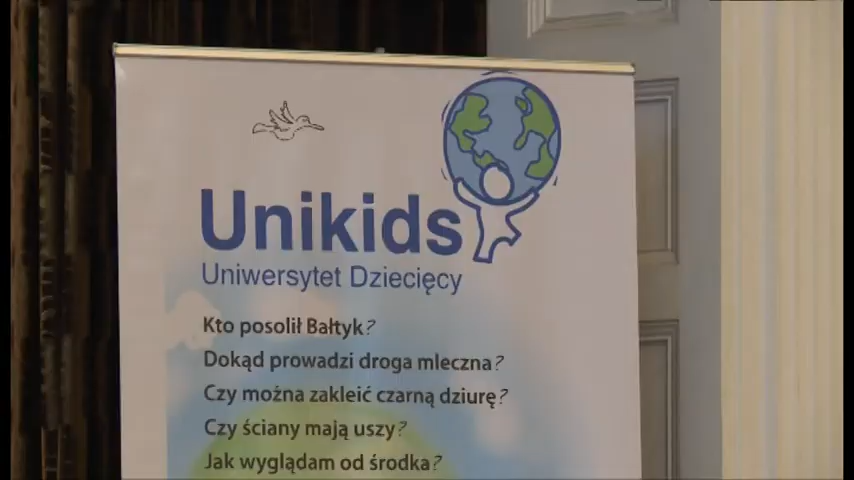 Unikids
Uniwersytet Dziecięcy
Kto posolił Bałtyk?
Dokąd prowadzi droga mleczna?
Czy można zakleić czarną dziurę?
Czy ściany mają uszy?
Jak wyglądam od środka?